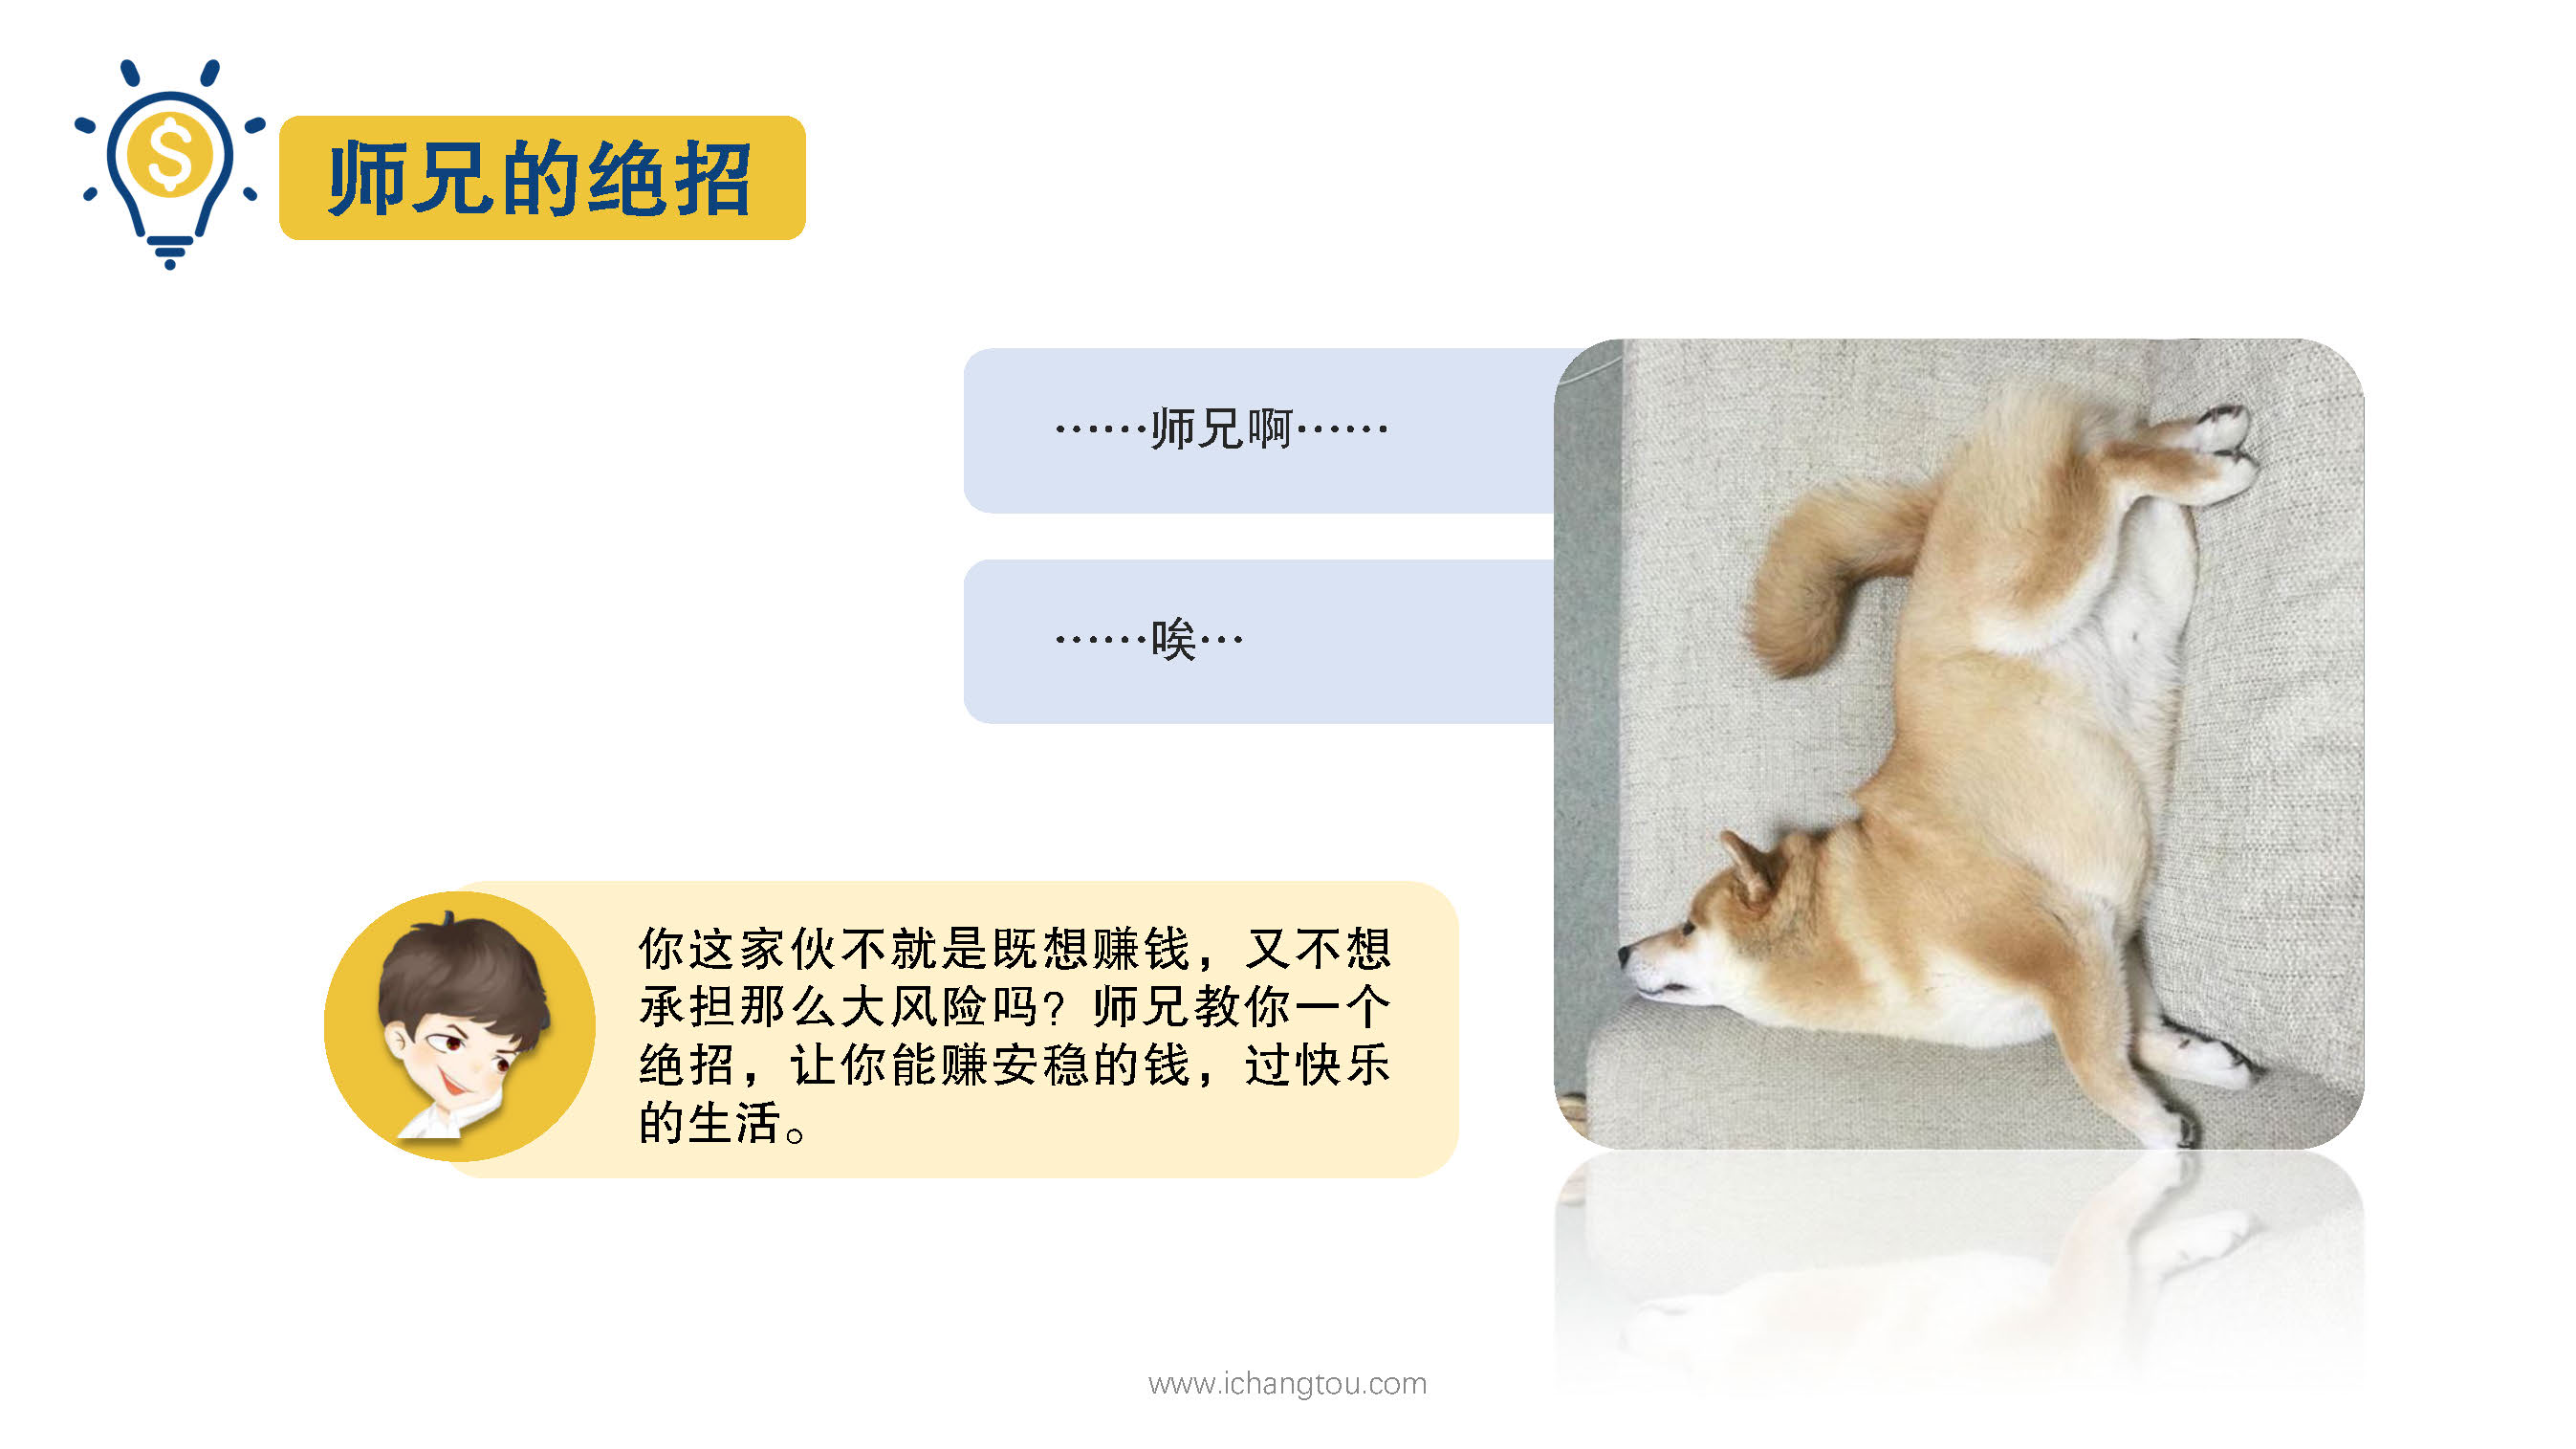 师兄的绝招
……师兄啊……
……唉…
你这家伙不就是既想赚钱，又不想
承担那么大风险吗？师兄教你一个
绝招，让你能赚安稳的钱，过快乐
的生活。
www.ichangtou.com